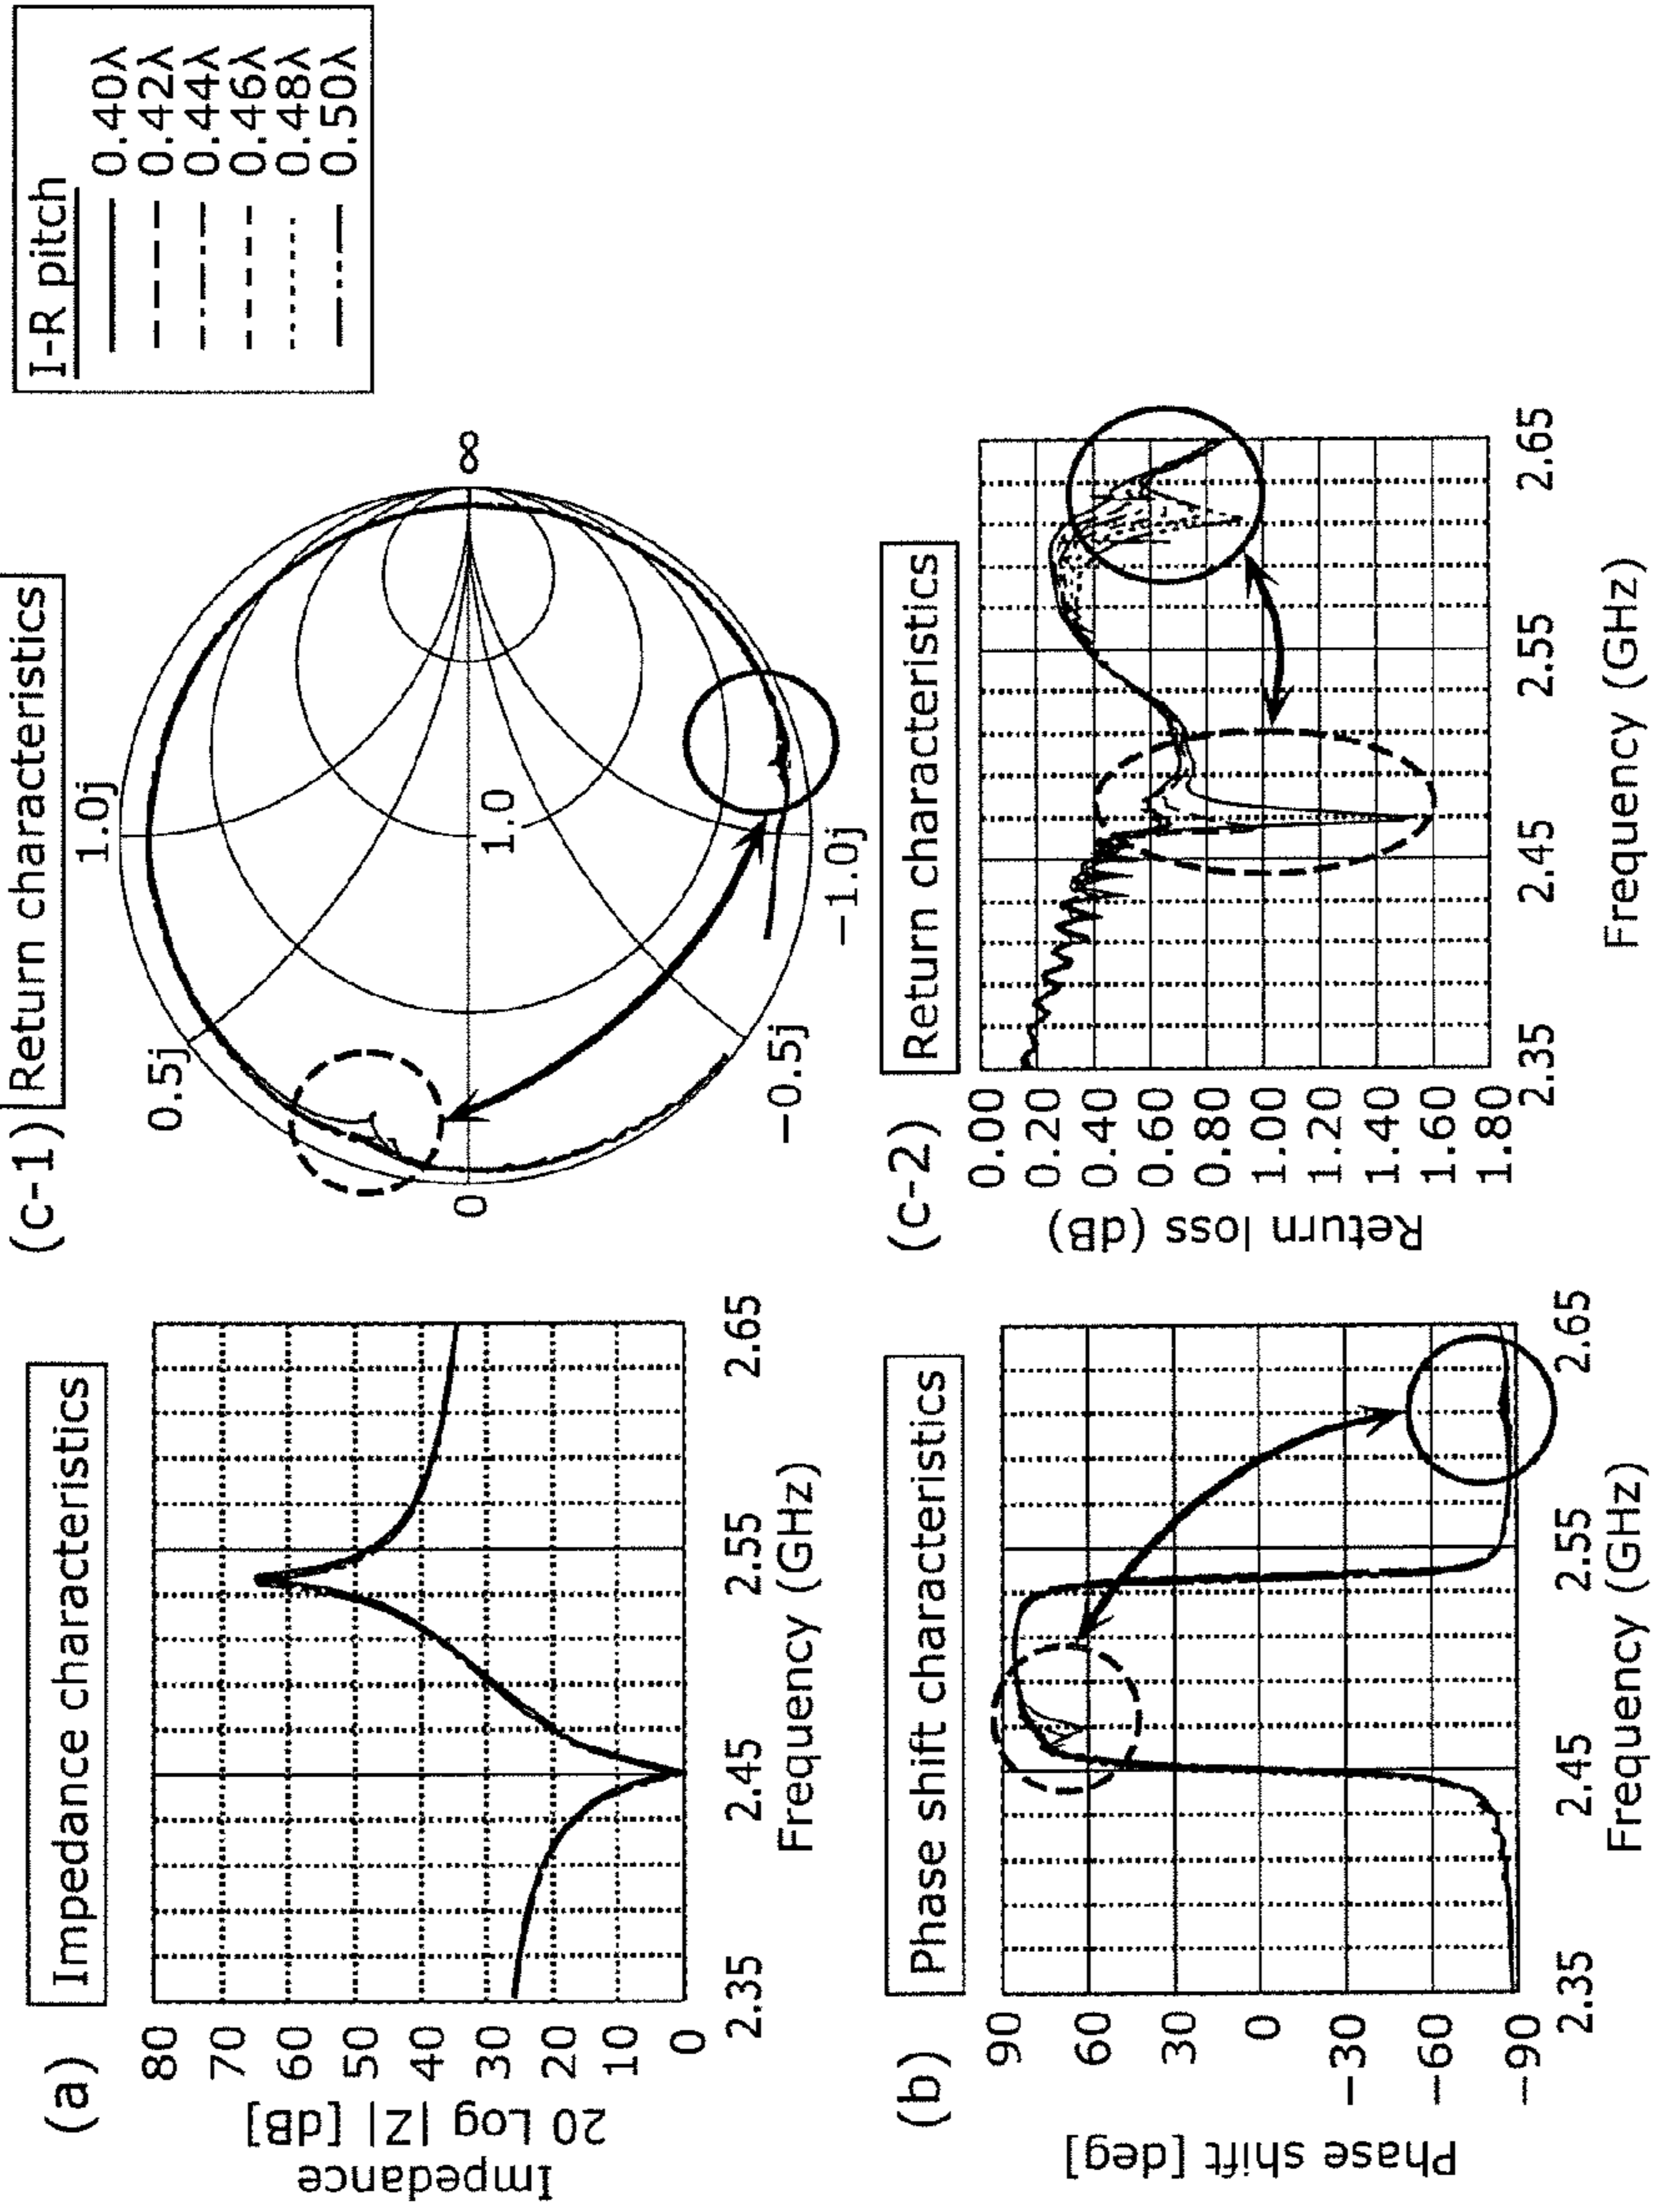 (a)
Impedance characteristics
Impedance
20 Log |Z| [dB]
80
70
60
50
40
30
20
10
0
2.35
2.45
2.55
2.65
Frequency (GHz)
(c-1)
Return characteristics
0
0.5j
1.0j
∞
1.0
−0.5j
−1.0j
I-R pitch
0.40λ
0.42λ
0.44λ
0.46λ
0.48λ
0.50λ
(b)
Phase shift characteristics
Phase shift [deg]
90
60
30
0
−30
−60
−90
2.35
2.45
2.55
2.65
Frequency (GHz)
(c-2)
Return characteristics
Return loss (dB)
0.00
0.20
0.40
0.60
0.80
1.00
1.20
1.40
1.60
1.80
2.35
2.45
2.55
2.65
Frequency (GHz)